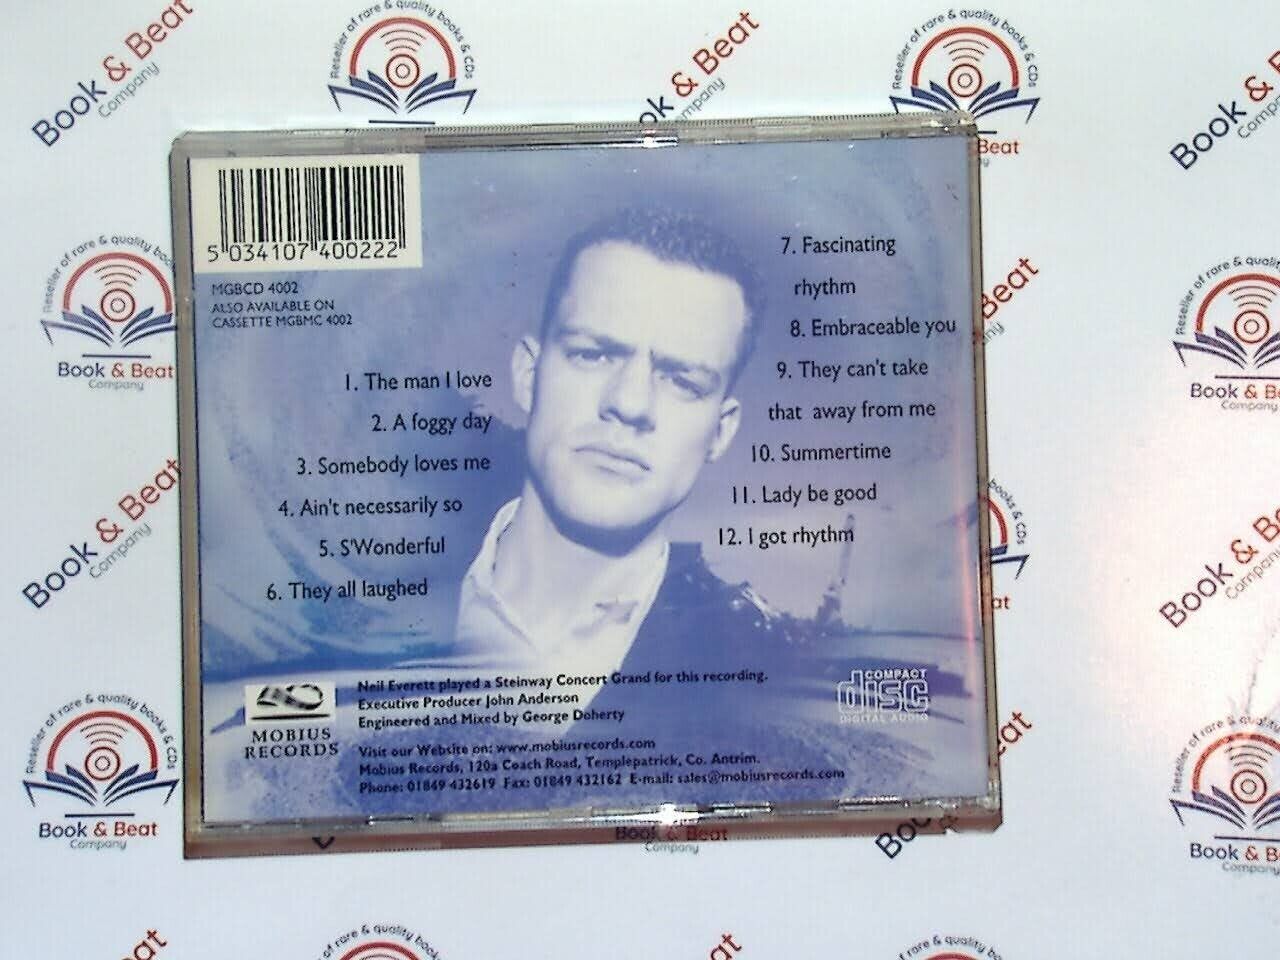 5 034107 400222
MGBCD 4002
ALSO AVAILABLE ON
CASSETTE MGBMC 4002
1. The man I love
2. A foggy day
3. Somebody loves me
4. Ain't necessarily so
5. S'Wonderful
6. They all laughed
7. Fascinating
rhythm
8. Embraceable you
9. They can't take
that away from me
10. Summertime
11. Lady be good
12. I got rhythm
MOBIUS
RECORDS
Neil Everett played a Steinway Concert Grand for this recording.
Executive Producer John Anderson
Engineered and Mixed by George Doherty
Visit our Website on: www.mobiusrecords.com
Mobius Records, 120a Coach Road, Templepatrick, Co. Antrim.
Phone: 01849 432619 Fax: 01849 432162 E-mail: sales@mobiusrecords.com
COMPACT
disc
DIGITAL AUDIO
Book & Beat
Company
Reseller of rare & quality books & CDs
Book & Beat
Company